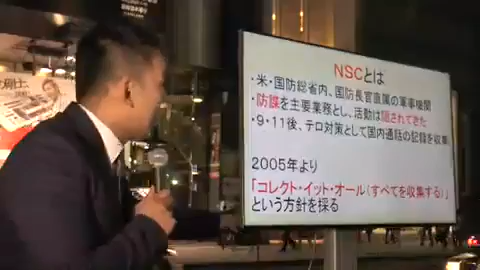 NSCとは
・米・国防総省内、国防長官直属の軍事機関
・防諜を主要業務とし、活動は隠されてきた
・9・11後、テロ対策として国内通話の記録を収集
2005年より
「コレクト・イット・オール(すべてを収集する)」
という方針を採る